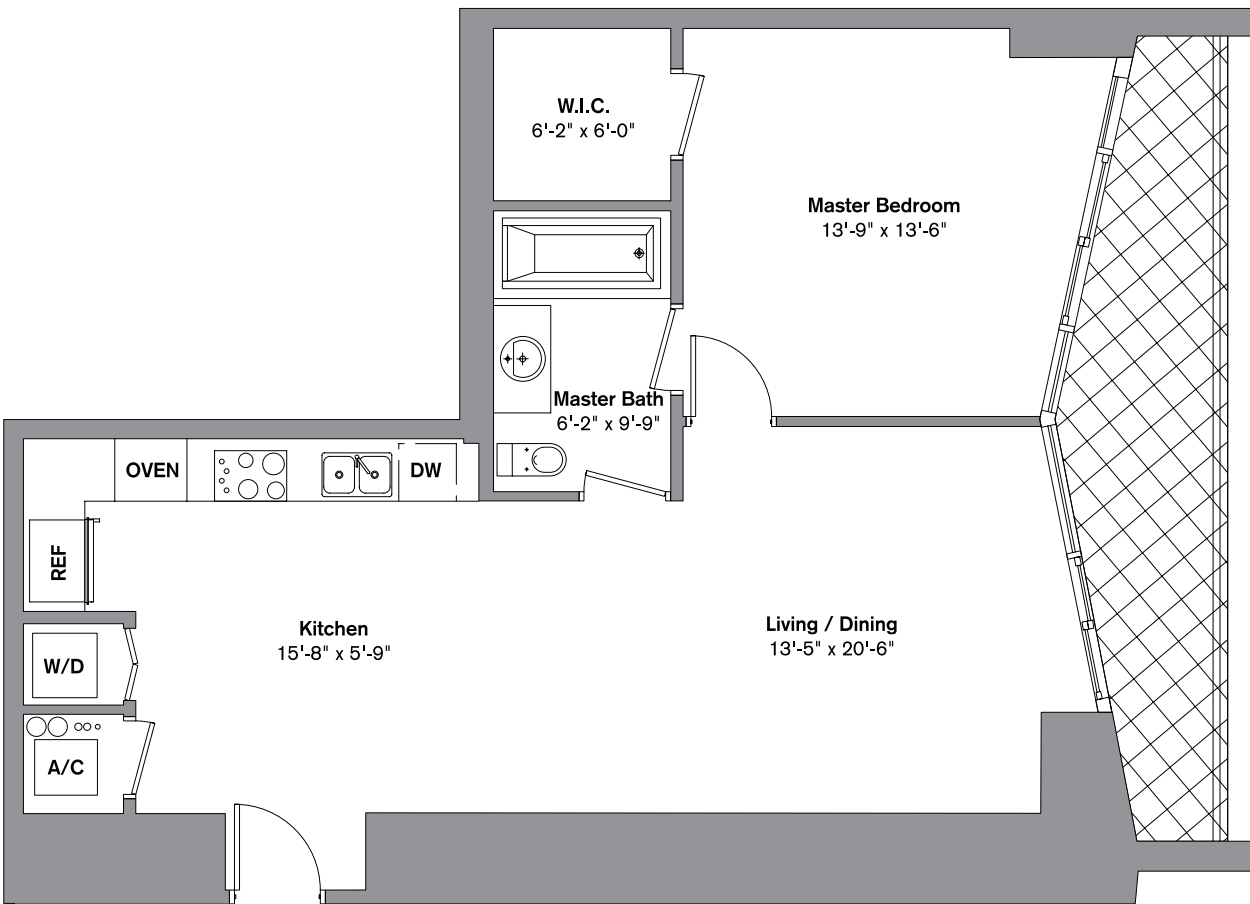 W.I.C.
6'-2" x 6'-0"
Master Bedroom
13'-9" x 13'-6"
Master Bath
6'-2" x 9'-9"
OVEN
DW
REF
Kitchen
15'-8" x 5'-9"
Living / Dining
13'-5" x 20'-6"
W/D
A/C